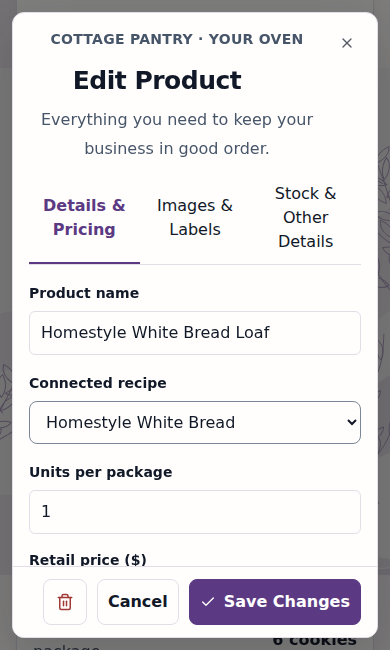 COTTAGE PANTRY · YOUR OVEN
Edit Product
Everything you need to keep your
business in good order.
Details &
Pricing
Images &
Labels
Stock &
Other
Details
Product name
Homestyle White Bread Loaf
Connected recipe
Homestyle White Bread
Units per package
1
Retail price ($)
Cancel
Save Changes
package
6 cookies